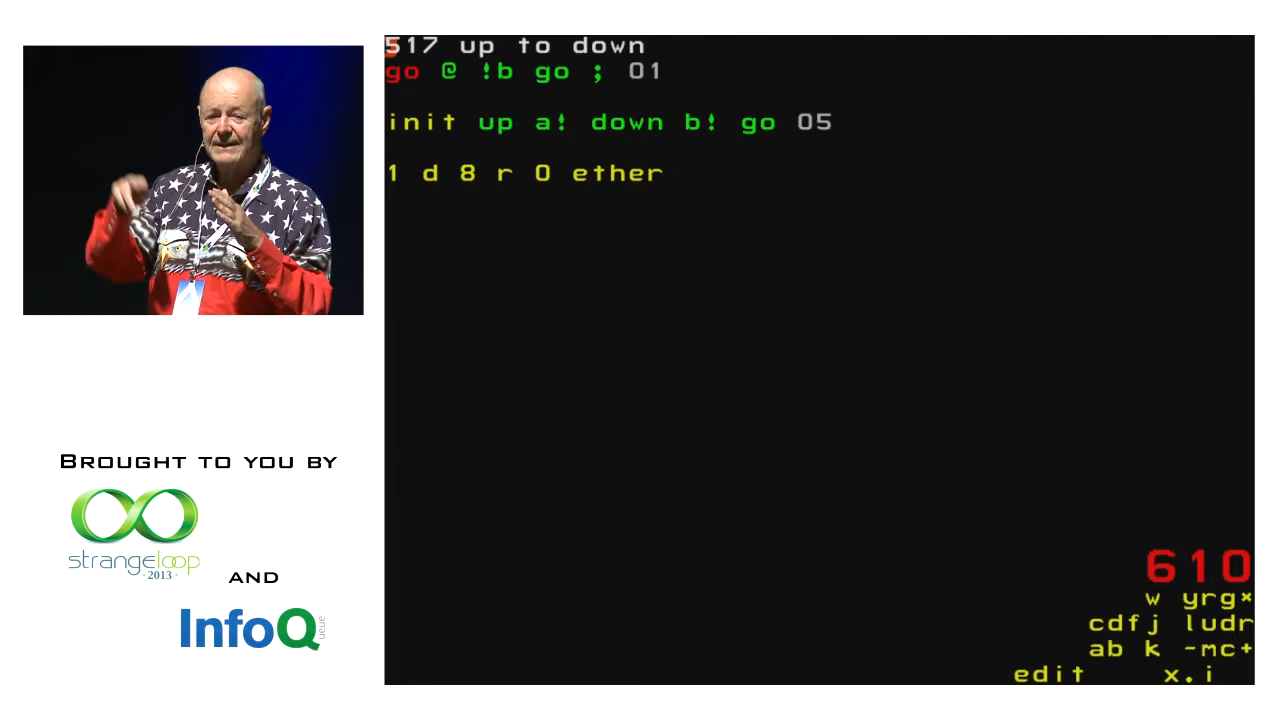 517 up to down
go @ !b go ; 01
init up a! down b! go 05
1 d 8 r 0 ether
610
w yrg*
cdfj ludr
ab k -mc+
edit x.i
BROUGHT TO YOU BY
strangeloop
·2013·
AND
InfoQ
ueue